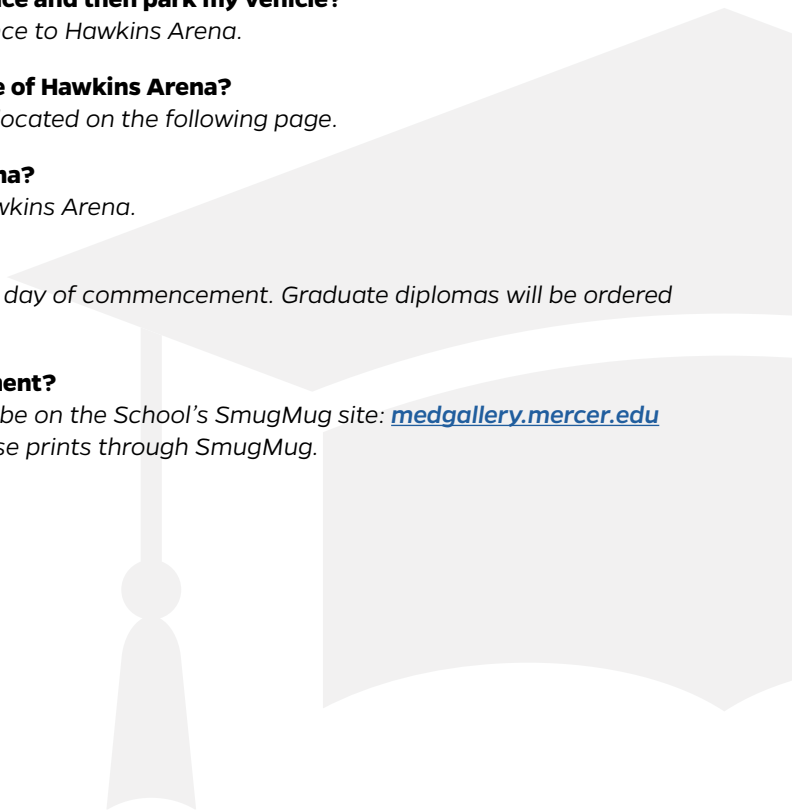 ce and then park my vehicle?
ce to Hawkins Arena.
e of Hawkins Arena?
located on the following page.
na?
wkins Arena.
day of commencement. Graduate diplomas will be ordered
ment?
be on the School's SmugMug site: medgallery.mercer.edu
se prints through SmugMug.